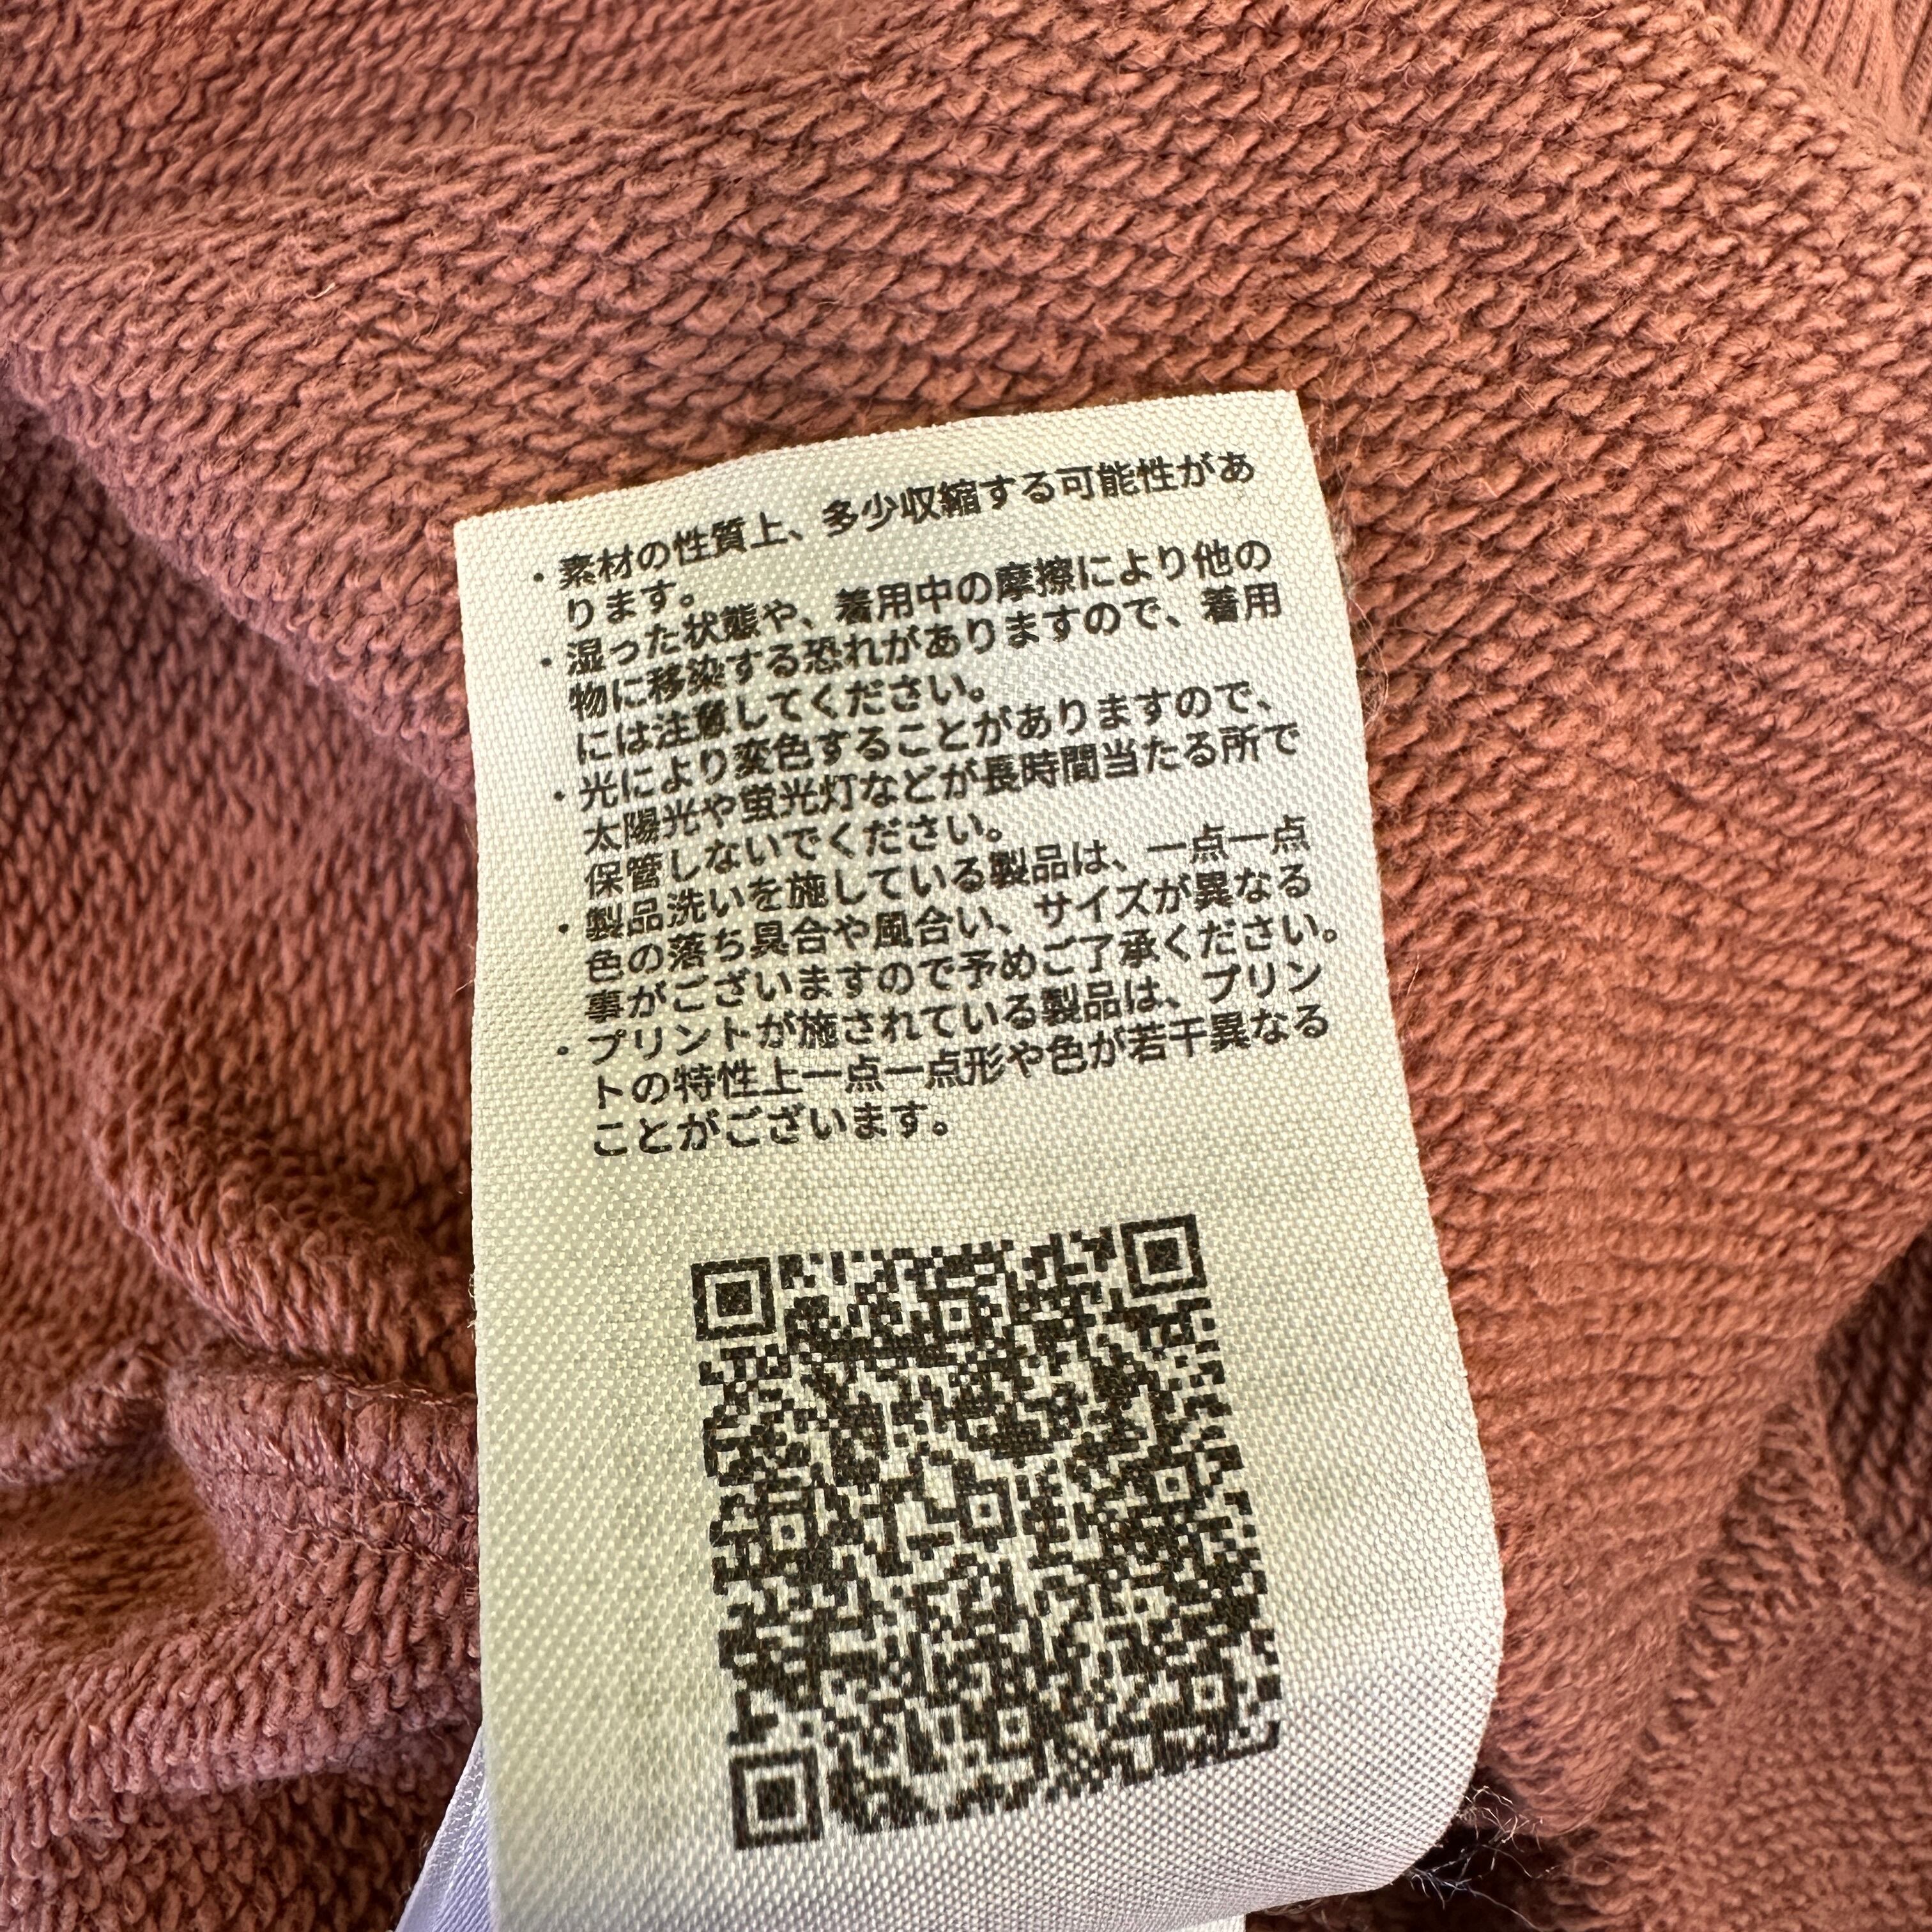 ・素材の性質上、多少収縮する可能性があ
ります。
・湿った状態や、着用中の摩擦により他の
物に移染する恐れがありますので、着用
には注意してください。
・光により変色することがありますので、
太陽光や蛍光灯などが長時間当たる所で
保管しないでください。
・製品洗いを施している製品は、一点一点
色の落ち具合や風合い、サイズが異なる
事がございますので予めご了承ください。
・プリントが施されている製品は、プリン
トの特性上一点一点形や色が若干異なる
ことがございます。